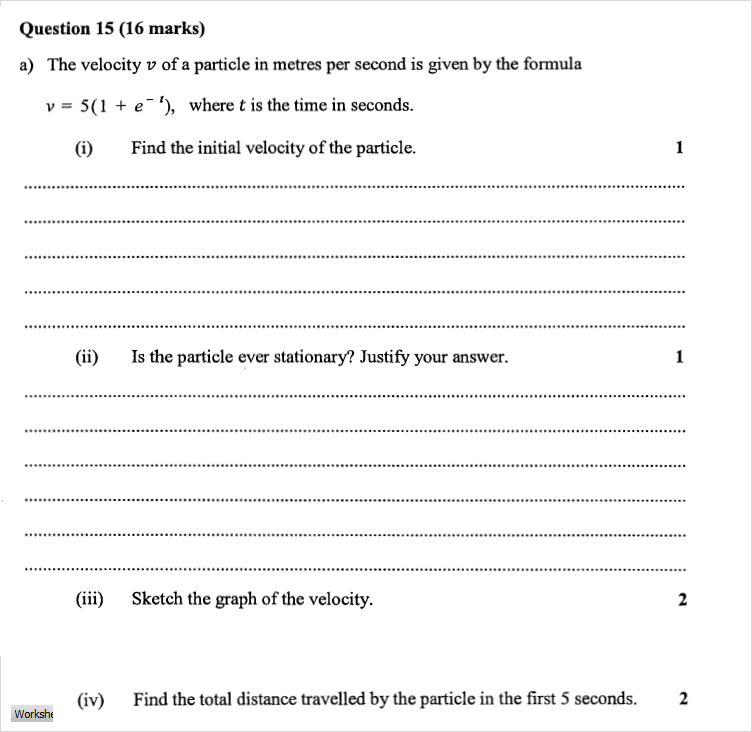 Question 15 (16 marks)
a) The velocity v of a particle in metres per second is given by the formula
v = 5(1 + e⁻ᵗ), where t is the time in seconds.
(i) Find the initial velocity of the particle. 1
(ii) Is the particle ever stationary? Justify your answer. 1
(iii) Sketch the graph of the velocity. 2
(iv) Find the total distance travelled by the particle in the first 5 seconds. 2